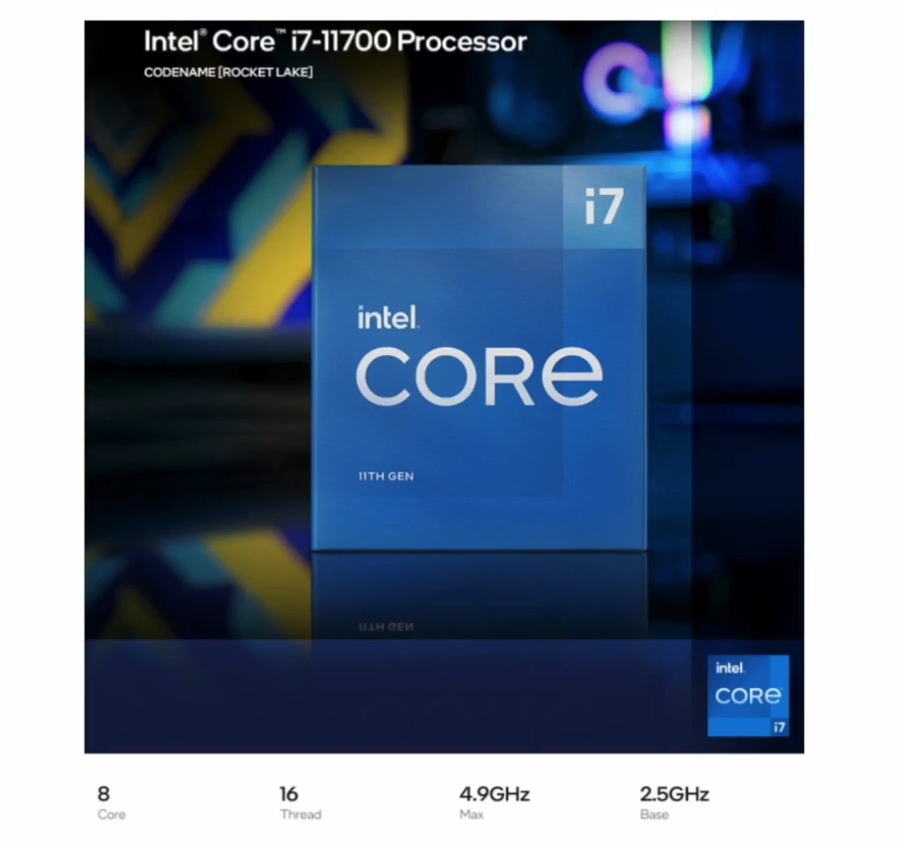 Intel® Core™ i7-11700 Processor
CODENAME [ROCKET LAKE]
i7
intel.
CORE
11TH GEN
11TH GEN
intel.
CORE
i7
8
Core
16
Thread
4.9GHz
Max
2.5GHz
Base